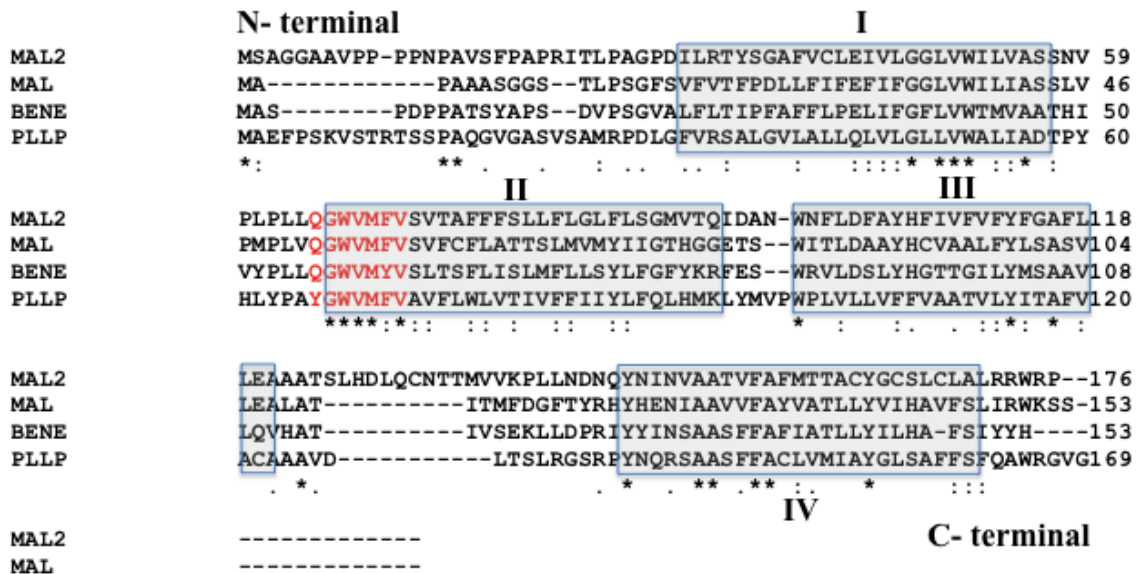 N- terminal I
MAL2 MSAGGAAVPP-PPNPAVSFPAPRITLPAGPDILRTYSGAFVCLEIVLGGLVWILVASSNV 59
MAL MA----------PAAASGGS--TLPSGFSVFVTFPDLLFIFEFIFGGLVWILIASSLV 46
BENE MAS-------PDPPATSYAPS--DVPSGVALFLTIPFAFFLPELIFGFLVWTMVAATHI 50
PLLP MAEFPSKVSTRTSSPAQGVGASVSAMRPDLGFVRSALGVLALLQLVLGLLVWALIADTPY 60
*: ** . . : : . : ::::* *** ::* :
II III
MAL2 PLPLLQGWVMFVSVTAFFFSLLFLGLFLSGMVTQIDAN-WNFLDFAYHFIVFVFYFGAFL118
MAL PMPLVQGWVMFVSVFCFLATTSLMVMYIIGTHGGETS--WITLDAAYHCVAALFYLSASV104
BENE VYPLLQGWVMYVSLTSFLISLMFLLSYLFGFYKRFES--WRVLDSLYHGTTGILYMSAAV108
PLLP HLYPAYGWVMFVAVFLWLVTIVFFIIYLFQLHMKLYMVPWPLVLLVFFVAATVLYITAFV120
****:*:: :: : :: :: * : :. . ::* * :
MAL2 LEAAATSLHDLQCNTTMVVKPLLNDNQYNINVAATVFAFMTTACYGCSLCLALRRWRP--176
MAL LEALAT----------ITMFDGFTYRHYHENIAAVVFAYVATLLYVIHAVFSLIRWKSS-153
BENE LQVHAT----------IVSEKLLDPRIYYINSAASFFAFIATLLYILHA-FSIYYH----153
PLLP ACAAAVD----------LTSLRGSRPYNQRSAASFFACLVMIAYGLSAFFSFQAWRGVG169
. *. . * . ** .** :. * :::
IV
C- terminal
MAL2 -------------
MAL -------------